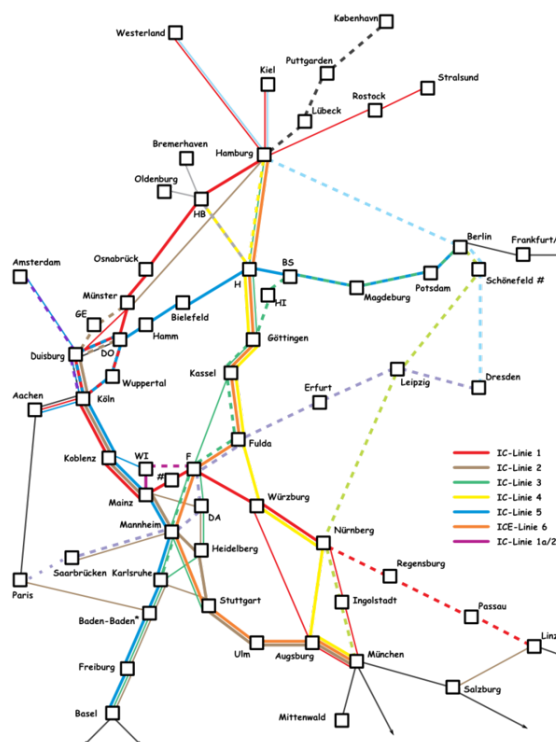 København
Westerland
Puttgarden
Kiel
Stralsund
Rostock
Lübeck
Bremerhaven
Hamburg
Oldenburg
HB
Berlin
Frankfurt/
Osnabrück
Amsterdam
H
BS
Schönefeld #
Potsdam
HI
Magdeburg
Münster
GE
Bielefeld
Hamm
DO
Göttingen
Duisburg
Wuppertal
Kassel
Leipzig
Dresden
Erfurt
Aachen
Köln
Fulda
Koblenz
WI
F
#
Mainz
Würzburg
IC-Linie 1
IC-Linie 2
IC-Linie 3
IC-Linie 4
IC-Linie 5
ICE-Linie 6
IC-Linie 1a/2
DA
Mannheim
Nürnberg
Heidelberg
Saarbrücken
Karlsruhe
Paris
Regensburg
Stuttgart
Ingolstadt
Baden-Baden*
Passau
Linz
Ulm
Augsburg
München
Freiburg
Salzburg
Basel
Mittenwald